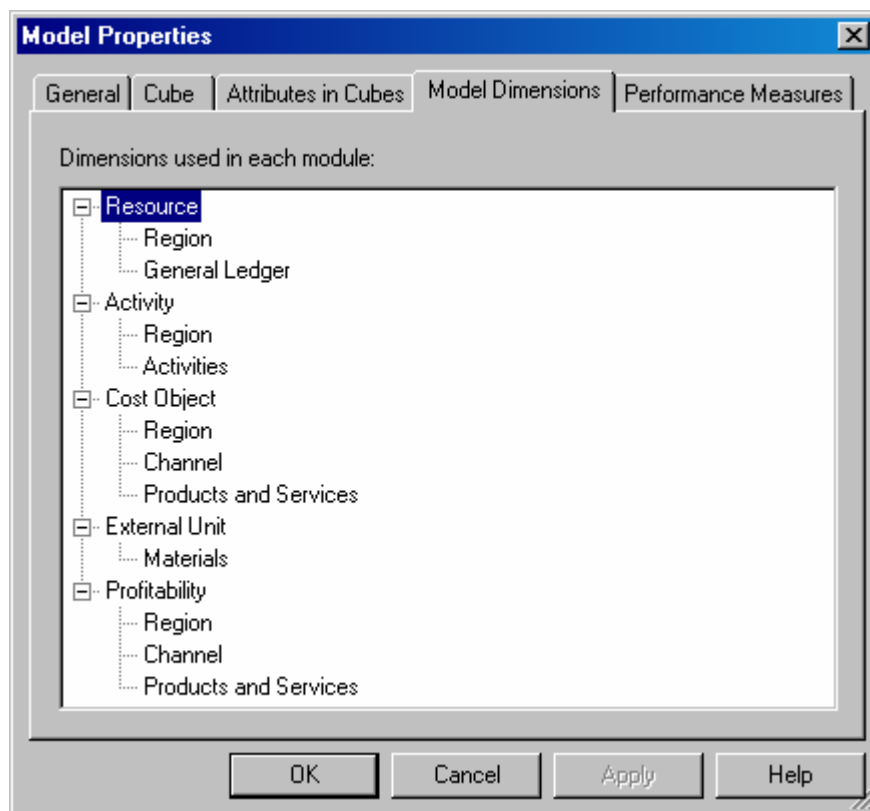 Model Properties
General Cube Attributes in Cubes Model Dimensions Performance Measures
Dimensions used in each module:
Resource
Region
General Ledger
Activity
Region
Activities
Cost Object
Region
Channel
Products and Services
External Unit
Materials
Profitability
Region
Channel
Products and Services
OK Cancel Apply Help